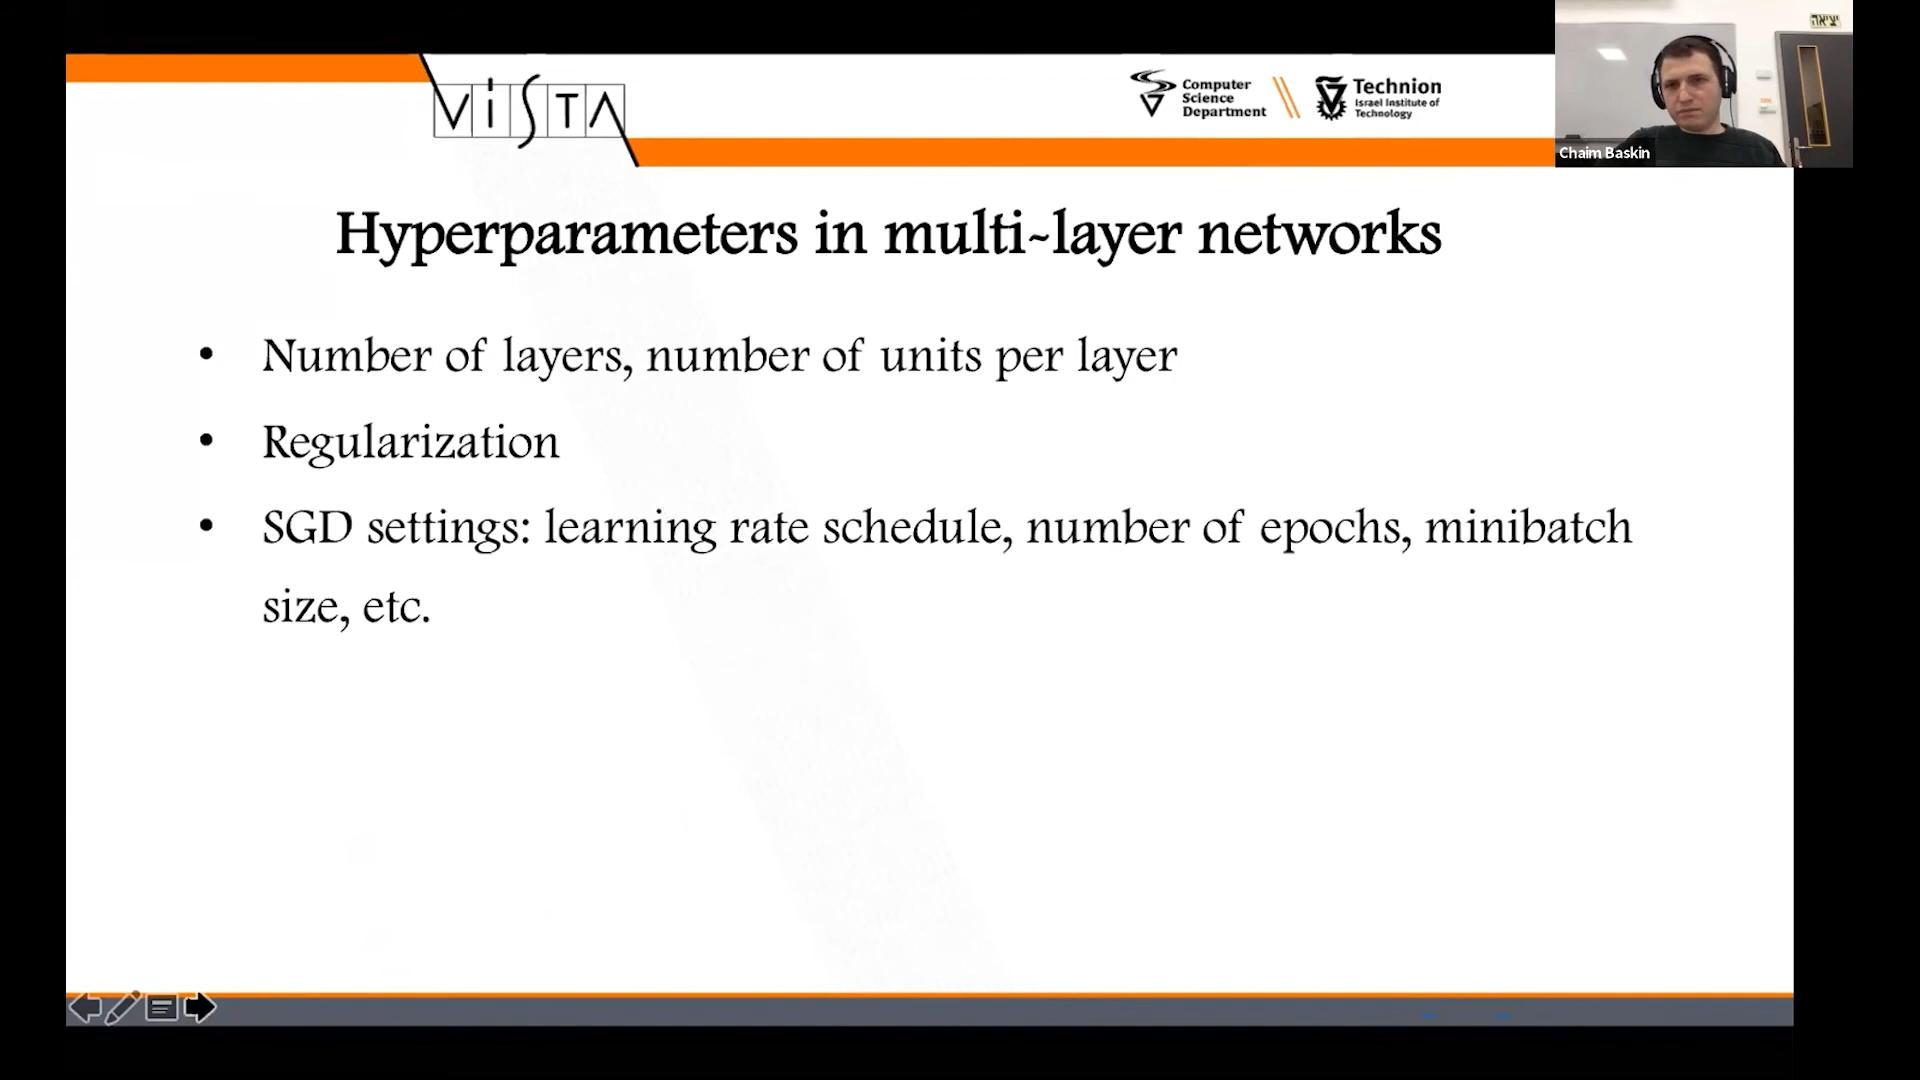 ViSTA
Computer
Science
Department
Technion
Israel Institute of
Technology
יציאה
Chaim Baskin
Hyperparameters in multi-layer networks
• Number of layers, number of units per layer
• Regularization
• SGD settings: learning rate schedule, number of epochs, minibatch
size, etc.